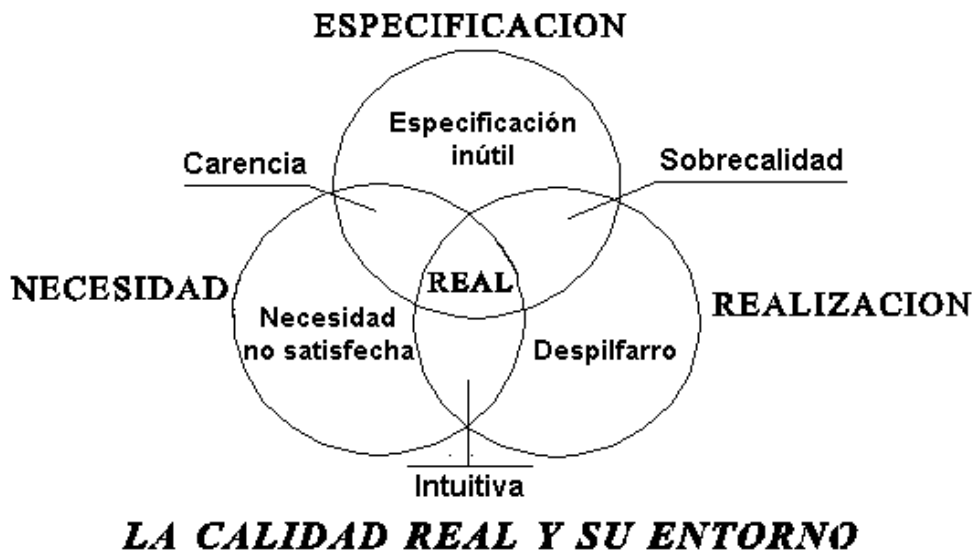 ESPECIFICACION
Especificación
inútil
Carencia
Sobrecalidad
NECESIDAD
REAL
REALIZACION
Necesidad
no satisfecha
Despilfarro
Intuitiva
LA CALIDAD REAL Y SU ENTORNO